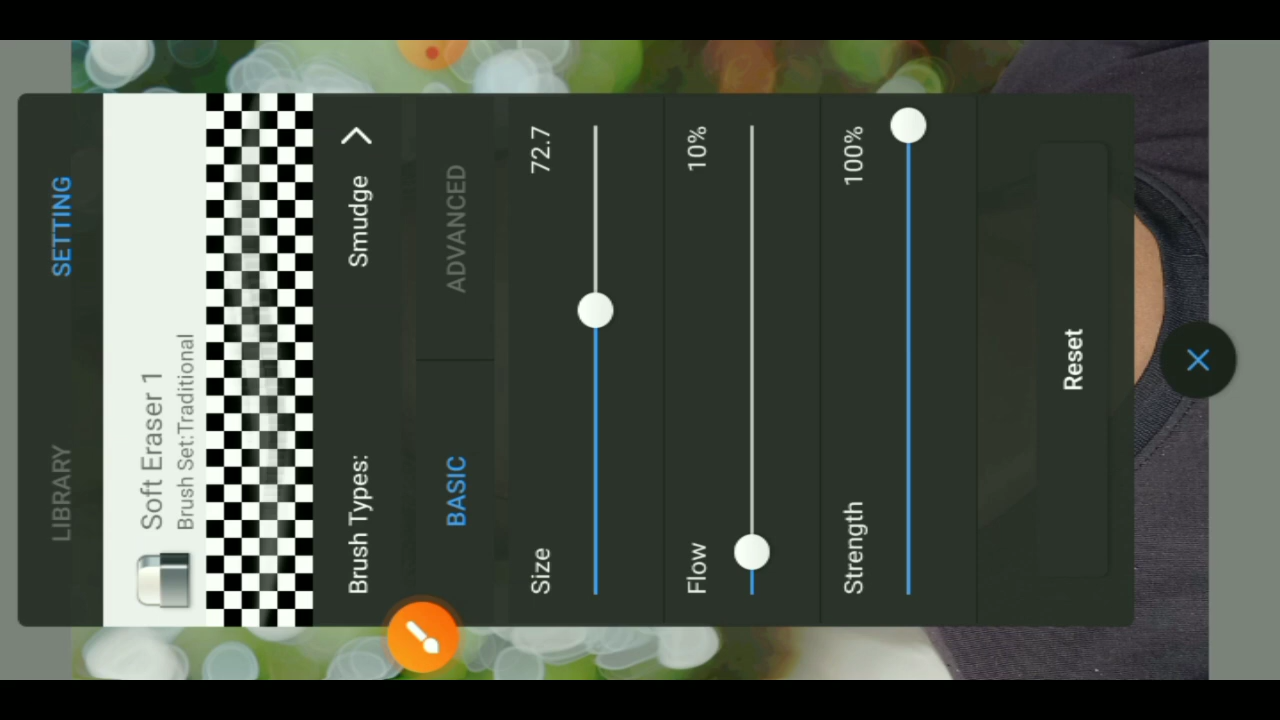 LIBRARY SETTING
Soft Eraser 1
Brush Set:Traditional
Brush Types: Smudge
BASIC ADVANCED
Size 72.7
Flow 10%
Strength 100%
Reset